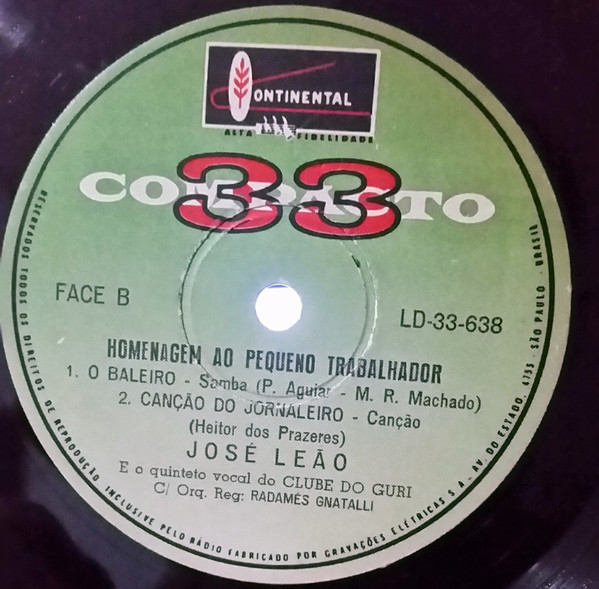 CONTINENTAL
ALTA FIDELIDADE
COMPACTO
33
FACE B
LD-33-638
HOMENAGEM AO PEQUENO TRABALHADOR
1. O BALEIRO - Samba (P. Aguiar - M. R. Machado)
2. CANÇÃO DO JORNALEIRO - Canção
(Heitor dos Prazeres)
JOSÉ LEÃO
E o quinteto vocal do CLUBE DO GURI
C/ Orq. Reg: RADAMÉS GNATALLI
RESERVADOS TODOS OS DIREITOS DE REPRODUÇÃO INCLUSIVE PELO RÁDIO FABRICADO POR GRAVAÇÕES ELÉTRICAS S.A. - AV. DO ESTADO, 4755 - SÃO PAULO - BRASIL